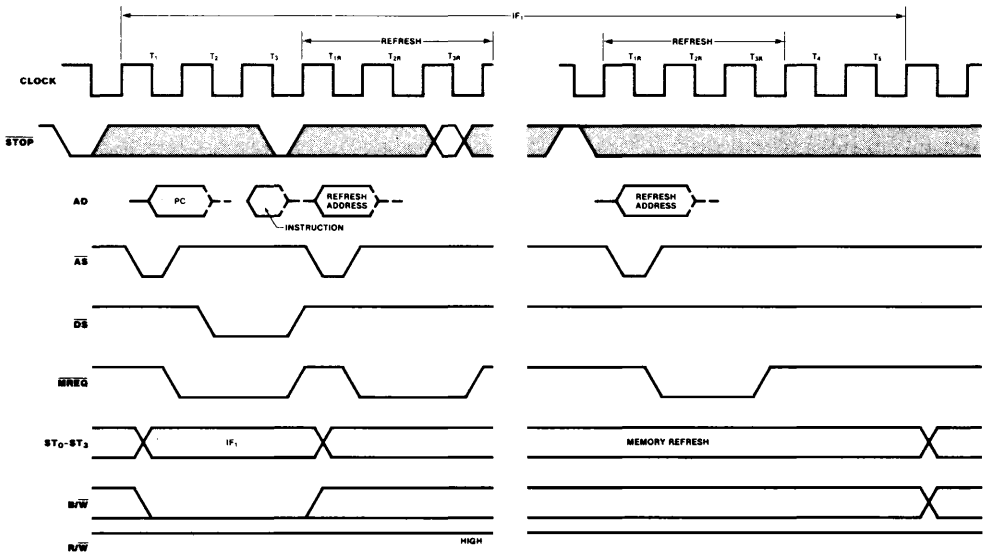 IF₁
REFRESH REFRESH
T₁ T₂ T₃ T₁R T₂R T₃R T₁R T₂R T₃R T₄ T₅
CLOCK
STOP
AD PC REFRESH ADDRESS REFRESH ADDRESS
INSTRUCTION
AS
DS
MREQ
ST₀-ST₃ IF₁ MEMORY REFRESH
B/W
HIGH
R/W